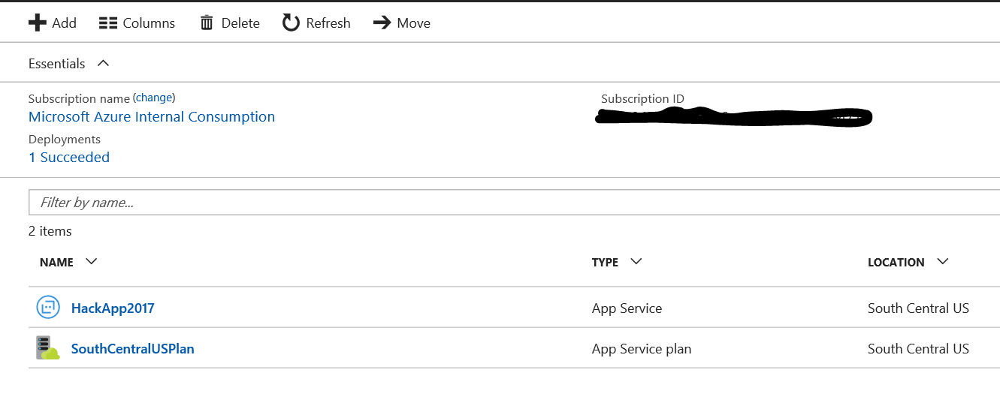 Add Columns Delete Refresh Move
Essentials
Subscription name (change) Subscription ID
Microsoft Azure Internal Consumption
Deployments
1 Succeeded
Filter by name...
2 items
NAME TYPE LOCATION
HackApp2017 App Service South Central US
SouthCentralUSPlan App Service plan South Central US